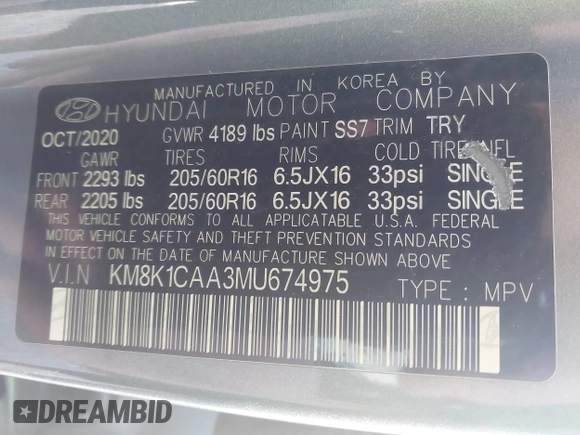 MANUFACTURED IN KOREA BY
HYUNDAI MOTOR COMPANY
OCT/2020 GVWR 4189 lbs PAINT SS7 TRIM TRY
GAWR TIRES RIMS COLD TIRE INFL
FRONT 2293 lbs 205/60R16 6.5JX16 33psi SINGLE
REAR 2205 lbs 205/60R16 6.5JX16 33psi SINGLE
THIS VEHICLE CONFORMS TO ALL APPLICABLE U.S.A. FEDERAL
MOTOR VEHICLE SAFETY AND THEFT PREVENTION STANDARDS
IN EFFECT ON THE DATE OF MANUFACTURE SHOWN ABOVE.
V.I.N KM8K1CAA3MU674975 TYPE : MPV
DREAMBID